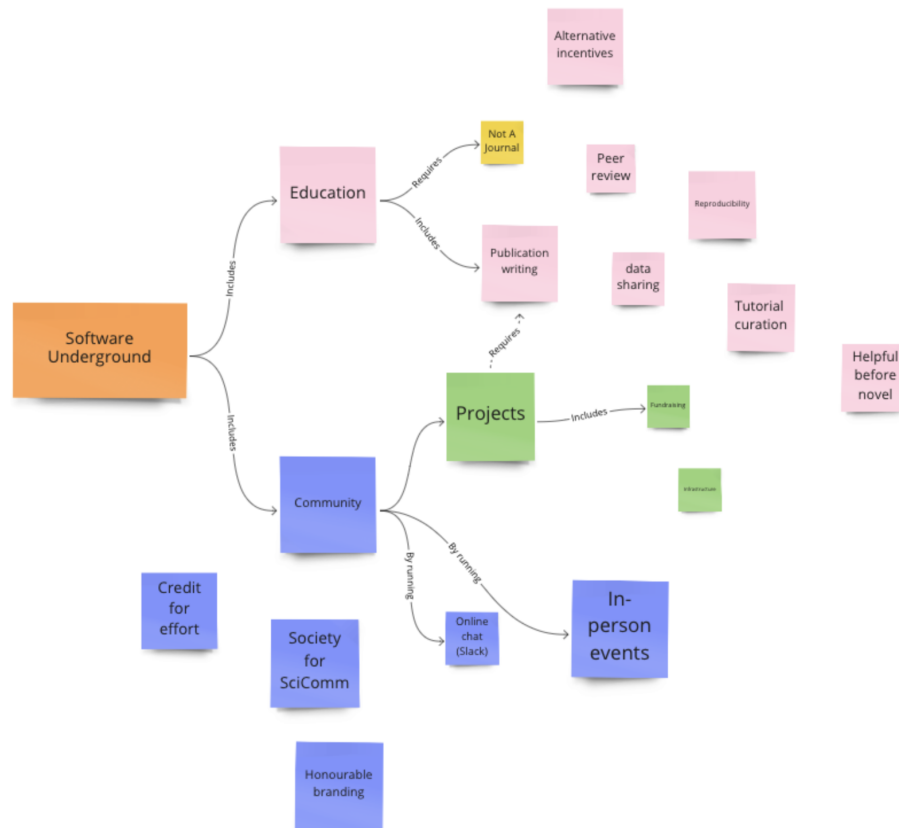 Alternative
incentives
Not A
Journal
Requires
Peer
review
Education
Reproducibility
Includes
Publication
writing
data
sharing
Includes
Tutorial
curation
Software
Underground
Requires
Helpful
before
novel
Projects
Includes
Fundraising
Includes
Infrastructure
Community
By running
By running
Credit
for
effort
Society
for
SciComm
Online
chat
(Slack)
In-
person
events
Honourable
branding